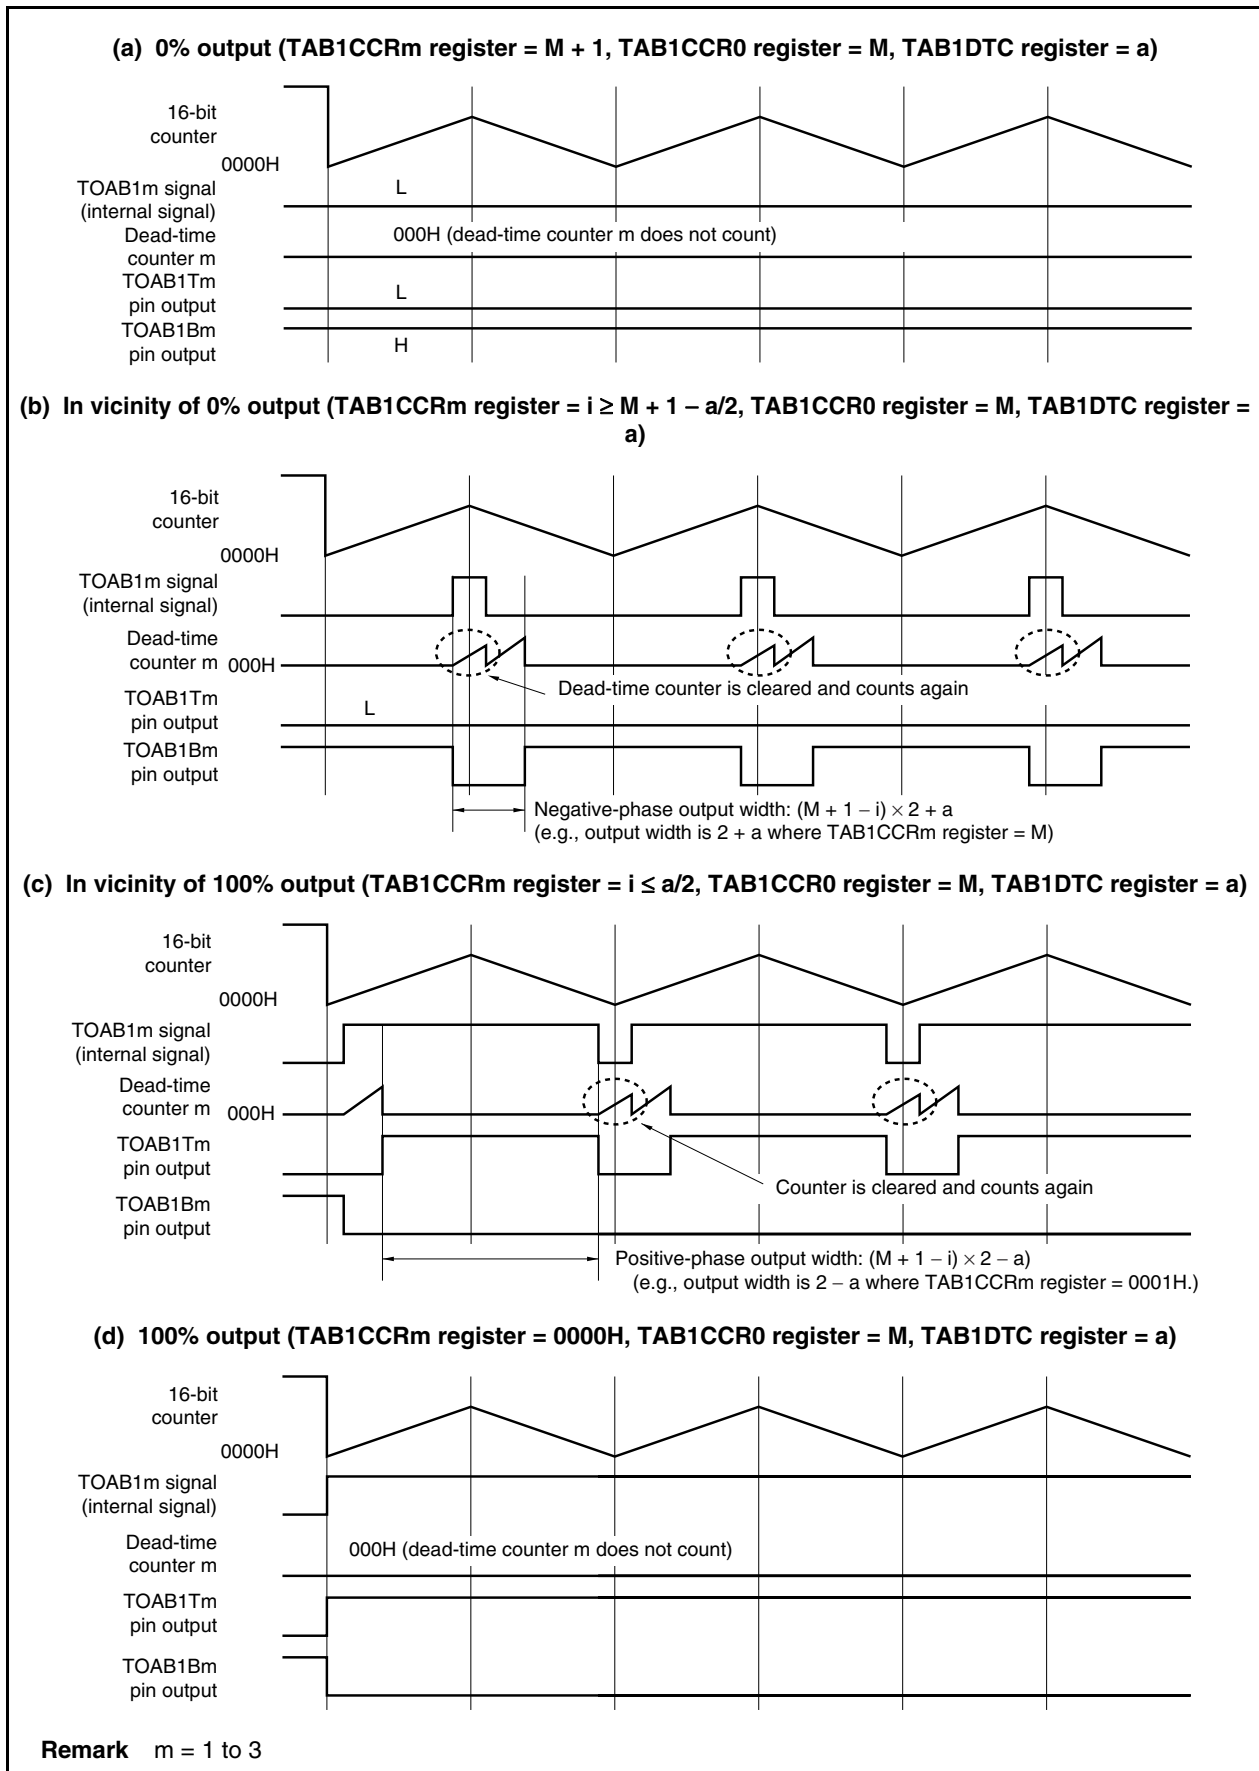 (a) 0% output (TAB1CCRm register = M + 1, TAB1CCR0 register = M, TAB1DTC register = a)
16-bit
counter
0000H
TOAB1m signal
(internal signal)
L
Dead-time
counter m
000H (dead-time counter m does not count)
TOAB1Tm
pin output
L
TOAB1Bm
pin output
H
(b) In vicinity of 0% output (TAB1CCRm register = i ≥ M + 1 – a/2, TAB1CCR0 register = M, TAB1DTC register =
a)
16-bit
counter
0000H
TOAB1m signal
(internal signal)
Dead-time
counter m
000H
Dead-time counter is cleared and counts again
TOAB1Tm
pin output
L
TOAB1Bm
pin output
Negative-phase output width: (M + 1 – i) × 2 + a
(e.g., output width is 2 + a where TAB1CCRm register = M)
(c) In vicinity of 100% output (TAB1CCRm register = i ≤ a/2, TAB1CCR0 register = M, TAB1DTC register = a)
16-bit
counter
0000H
TOAB1m signal
(internal signal)
Dead-time
counter m
000H
TOAB1Tm
pin output
Counter is cleared and counts again
TOAB1Bm
pin output
Positive-phase output width: (M + 1 – i) × 2 – a)
(e.g., output width is 2 – a where TAB1CCRm register = 0001H.)
(d) 100% output (TAB1CCRm register = 0000H, TAB1CCR0 register = M, TAB1DTC register = a)
16-bit
counter
0000H
TOAB1m signal
(internal signal)
Dead-time
counter m
000H (dead-time counter m does not count)
TOAB1Tm
pin output
TOAB1Bm
pin output
Remark m = 1 to 3